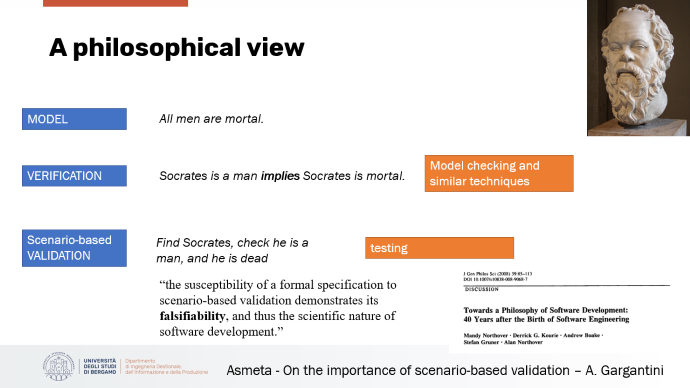 A philosophical view
MODEL
All men are mortal.
VERIFICATION
Socrates is a man implies Socrates is mortal.
Model checking and
similar techniques
Scenario-based
VALIDATION
Find Socrates, check he is a
man, and he is dead
testing
“the susceptibility of a formal specification to
scenario-based validation demonstrates its
falsifiability, and thus the scientific nature of
software development.”
J Gen Philos Sci (2008) 39:85–113
DOI 10.1007/s10838-008-9068-7
DISCUSSION
Towards a Philosophy of Software Development:
40 Years after the Birth of Software Engineering
Mandy Northover · Derrick G. Kourie · Andrew Boake ·
Stefan Gruner · Alan Northover
UNIVERSITÀ
DEGLI STUDI
DI BERGAMO
Dipartimento
di Ingegneria Gestionale,
dell'Informazione e della Produzione
Asmeta - On the importance of scenario-based validation – A. Gargantini